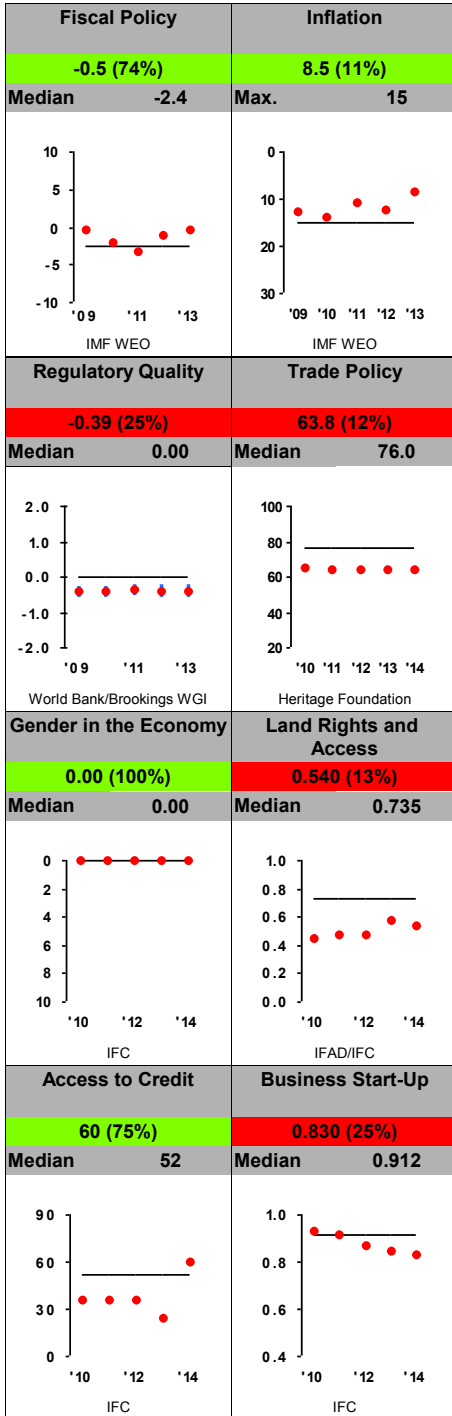 Fiscal Policy
-0.5 (74%)
Median -2.4
10
5
0
-5
-10
'09 '11 '13
IMF WEO
Inflation
8.5 (11%)
Max. 15
0
10
20
30
'09 '10 '11 '12 '13
IMF WEO
Regulatory Quality
-0.39 (25%)
Median 0.00
2.0
1.0
0.0
-1.0
-2.0
'09 '11 '13
World Bank/Brookings WGI
Trade Policy
63.8 (12%)
Median 76.0
100
80
60
40
20
'10 '11 '12 '13 '14
Heritage Foundation
Gender in the Economy
0.00 (100%)
Median 0.00
0
2
4
6
8
10
'10 '12 '14
IFC
Land Rights and
Access
0.540 (13%)
Median 0.735
1.0
0.8
0.6
0.4
0.2
0.0
'10 '12 '14
IFAD/IFC
Access to Credit
60 (75%)
Median 52
90
60
30
0
'10 '12 '14
IFC
Business Start-Up
0.830 (25%)
Median 0.912
1.0
0.8
0.6
0.4
'10 '12 '14
IFC